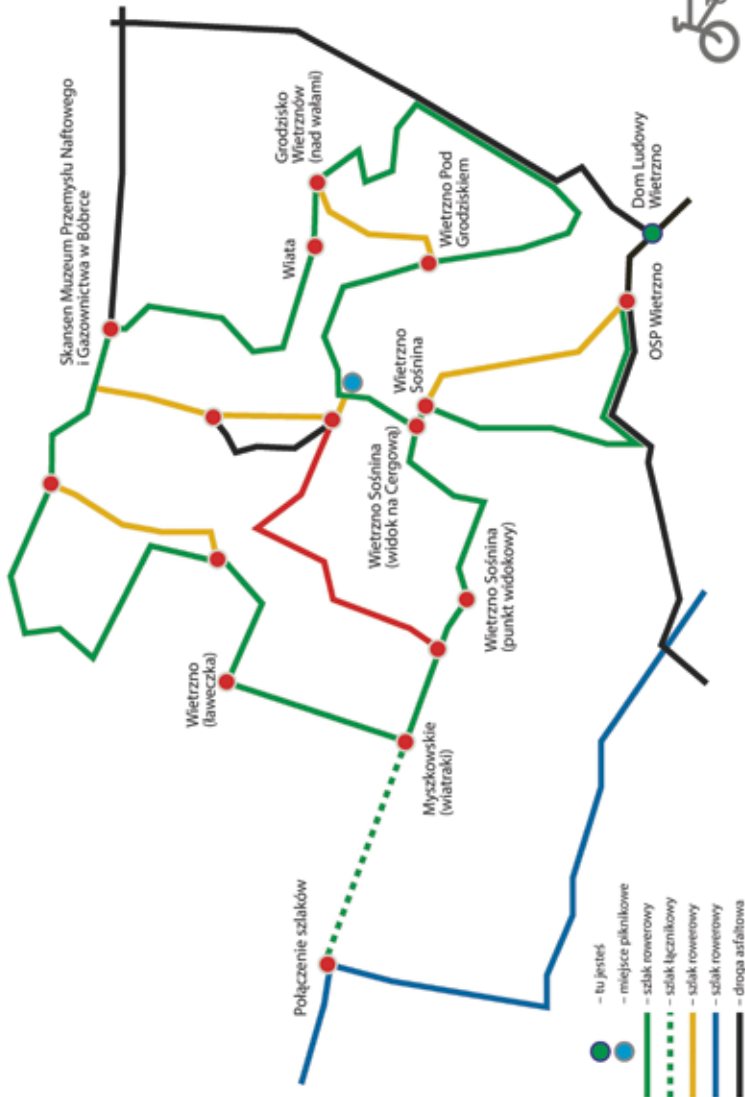 Skansen Muzeum Przemysłu Naftowego
i Gazownictwa w Bóbrce
Grodzisko
Wietrznów
(nad wałami)
Wiata
Wietrzno Pod
Grodziskiem
Dom Ludowy
Wietrzno
OSP Wietrzno
Wietrzno
Sośnina
Wietrzno Sośnina
(widok na Cergową)
Wietrzno Sośnina
(punkt widokowy)
Wietrzno
(ławeczka)
Myszkowskie
(wiatraki)
Połączenie szlaków
– tu jesteś
– miejsce piknikowe
– szlak rowerowy
– szlak łącznikowy
– szlak rowerowy
– szlak rowerowy
– droga asfaltowa